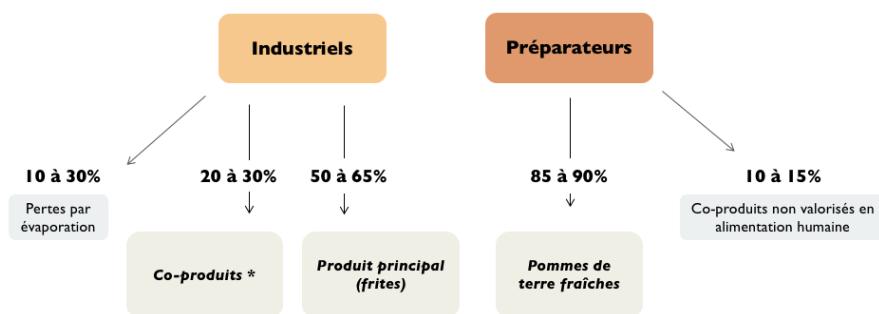 Industriels
Préparateurs
10 à 30%
20 à 30%
50 à 65%
85 à 90%
10 à 15%
Pertes par
évaporation
Co-produits non valorisés en
alimentation humaine
Co-produits *
Produit principal
(frites)
Pommes de
terre fraîches